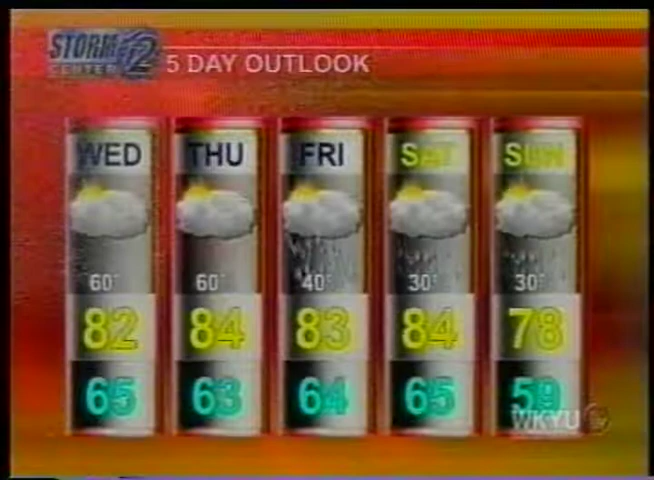 STORM 12
CENTER
5 DAY OUTLOOK
WED THU FRI SAT SUN
60° 60° 40° 30° 30°
82 84 83 84 78
65 63 64 65 59
WKYU